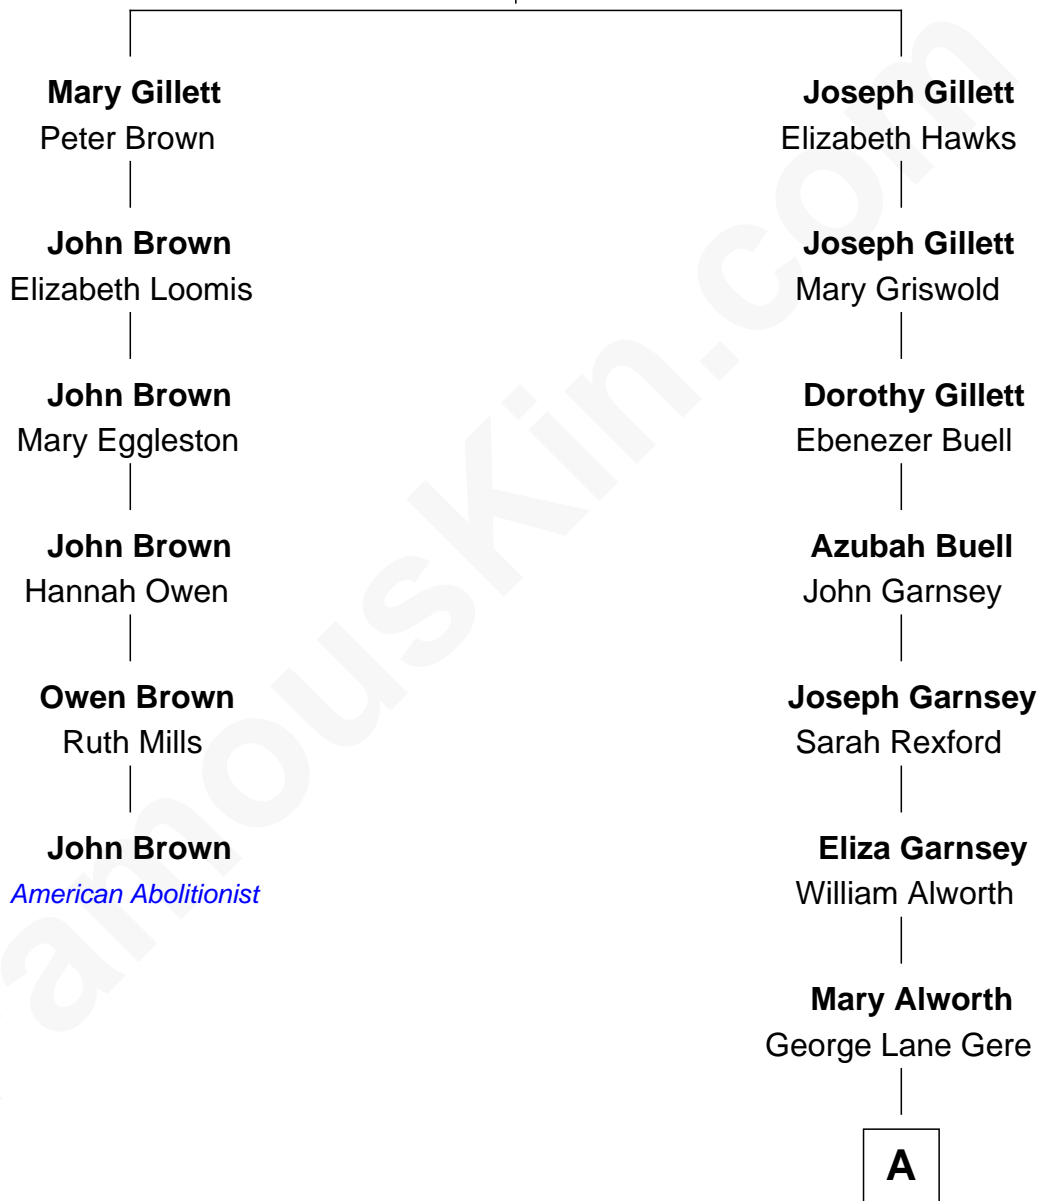 Mary Gillett
Peter Brown
John Brown
Elizabeth Loomis
John Brown
Mary Eggleston
John Brown
Hannah Owen
Owen Brown
Ruth Mills
John Brown
American Abolitionist
Joseph Gillett
Elizabeth Hawks
Joseph Gillett
Mary Griswold
Dorothy Gillett
Ebenezer Buell
Azubah Buell
John Garnsey
Joseph Garnsey
Sarah Rexford
Eliza Garnsey
William Alworth
Mary Alworth
George Lane Gere
A
amouskin.com